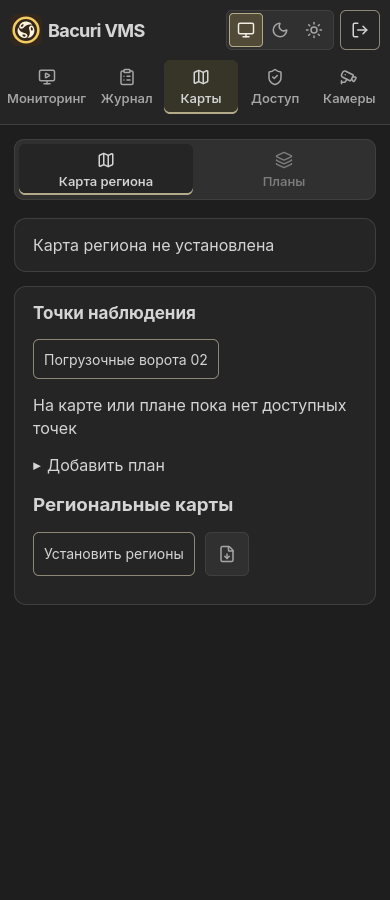 Bacuri VMS
Мониторинг
Журнал
Карты
Доступ
Камеры
Карта региона
Планы
Карта региона не установлена
Точки наблюдения
Погрузочные ворота 02
На карте или плане пока нет доступных
точек
▸ Добавить план
Региональные карты
Установить регионы